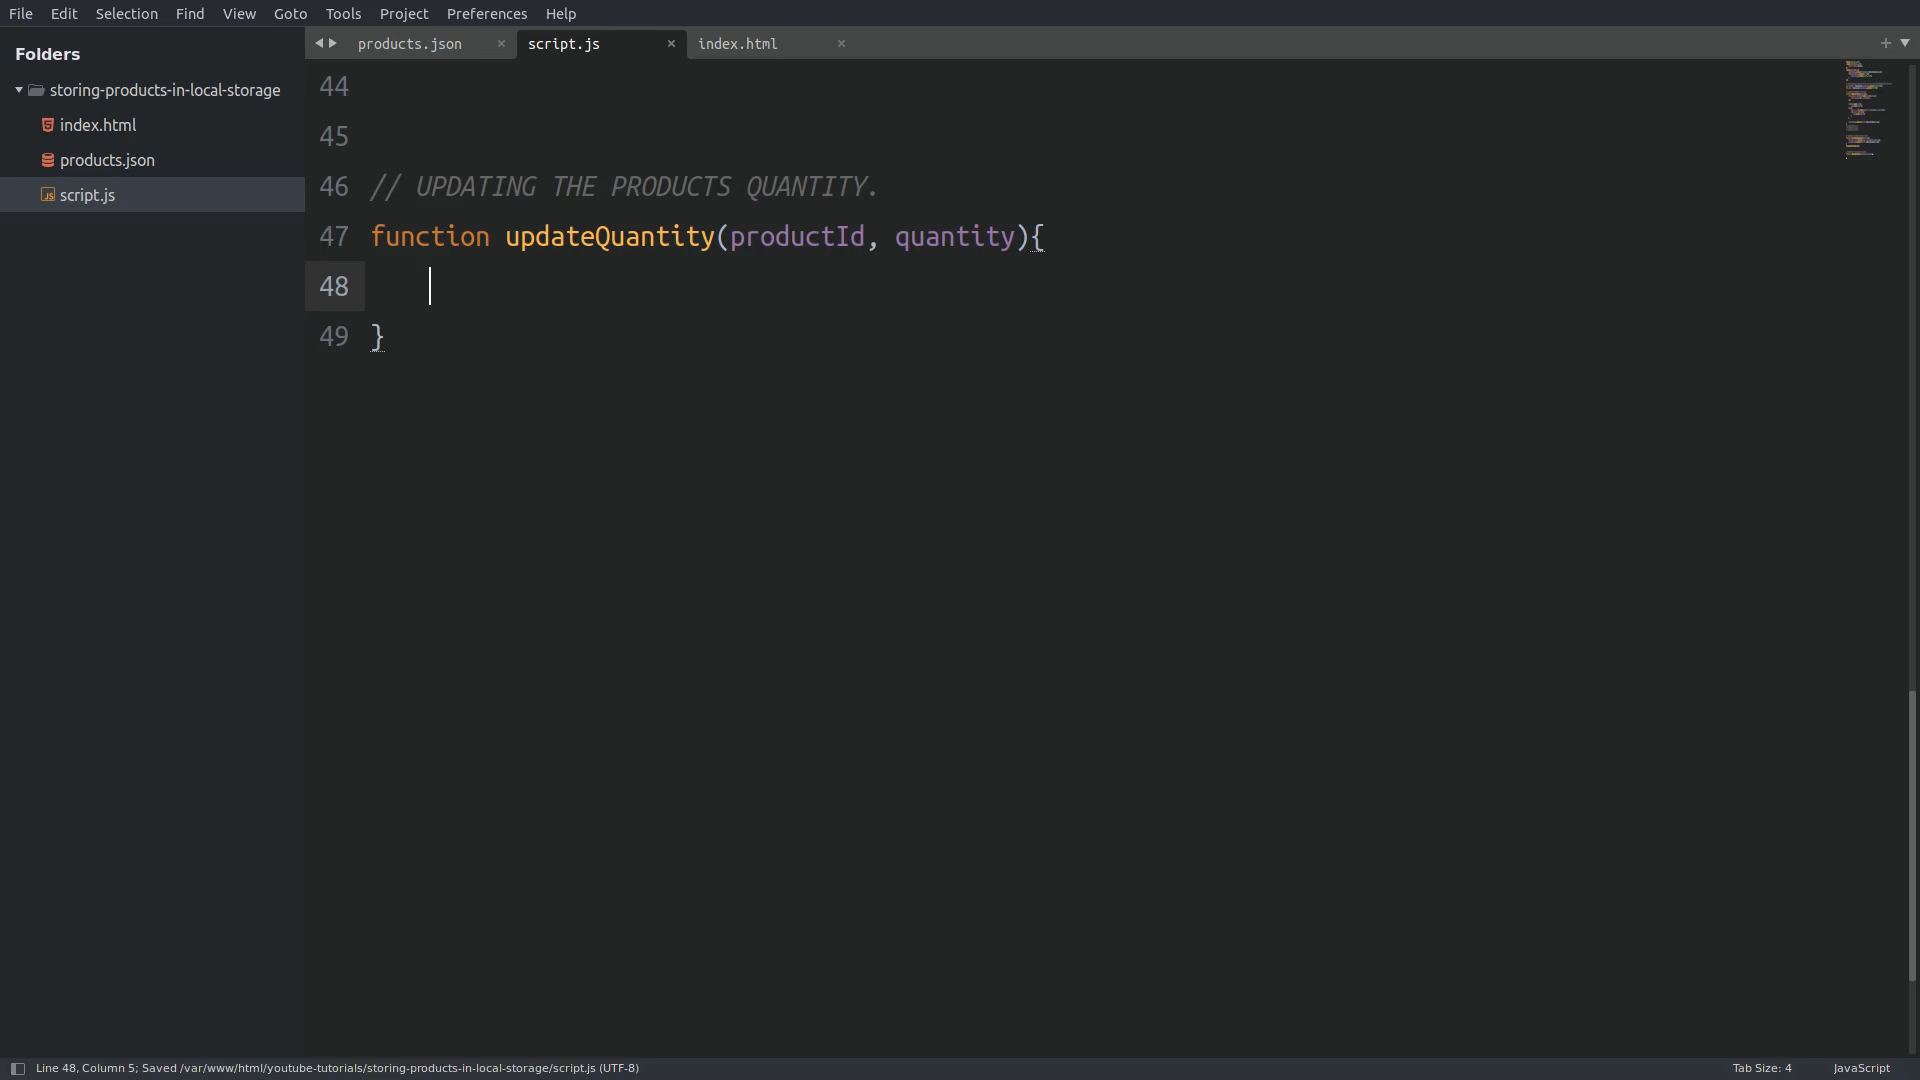 File Edit Selection Find View Goto Tools Project Preferences Help
Folders
storing-products-in-local-storage
index.html
products.json
script.js
products.json × script.js × index.html ×
44
45
46 // UPDATING THE PRODUCTS QUANTITY.
47 function updateQuantity(productId, quantity){
48
49 }
Line 48, Column 5; Saved /var/www/html/youtube-tutorials/storing-products-in-local-storage/script.js (UTF-8) Tab Size: 4 JavaScript